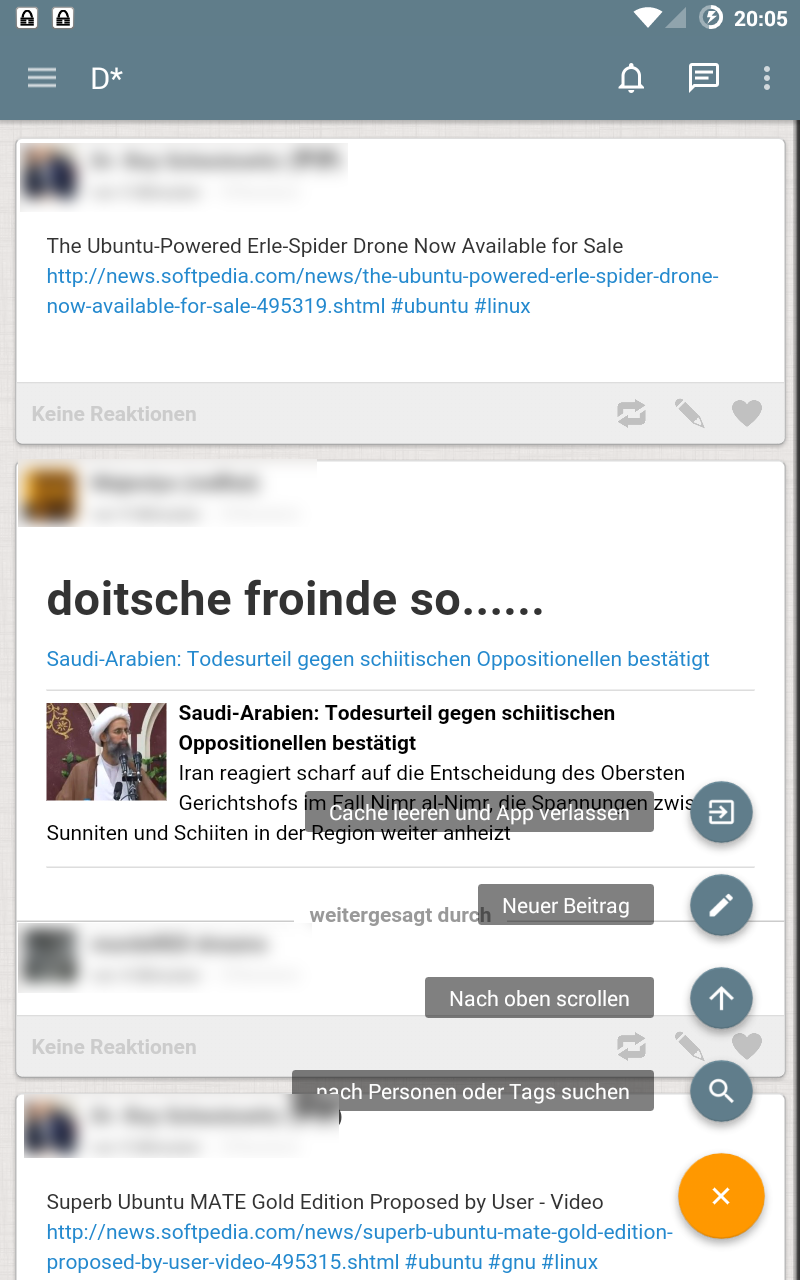 20:05
D*
The Ubuntu-Powered Erle-Spider Drone Now Available for Sale
http://news.softpedia.com/news/the-ubuntu-powered-erle-spider-drone-
now-available-for-sale-495319.shtml #ubuntu #linux
Keine Reaktionen
doitsche froinde so......
Saudi-Arabien: Todesurteil gegen schiitischen Oppositionellen bestätigt
Saudi-Arabien: Todesurteil gegen schiitischen
Oppositionellen bestätigt
Iran reagiert scharf auf die Entscheidung des Obersten
Gerichtshofs im Fall Nimr al-Nimr, die Spannungen zwis
Cache leeren und App verlassen
Sunniten und Schiiten in der Region weiter anheizt
weitergesagt durch
Neuer Beitrag
Nach oben scrollen
Keine Reaktionen
nach Personen oder Tags suchen
Superb Ubuntu MATE Gold Edition Proposed by User - Video
http://news.softpedia.com/news/superb-ubuntu-mate-gold-edition-
proposed-by-user-video-495315.shtml #ubuntu #gnu #linux